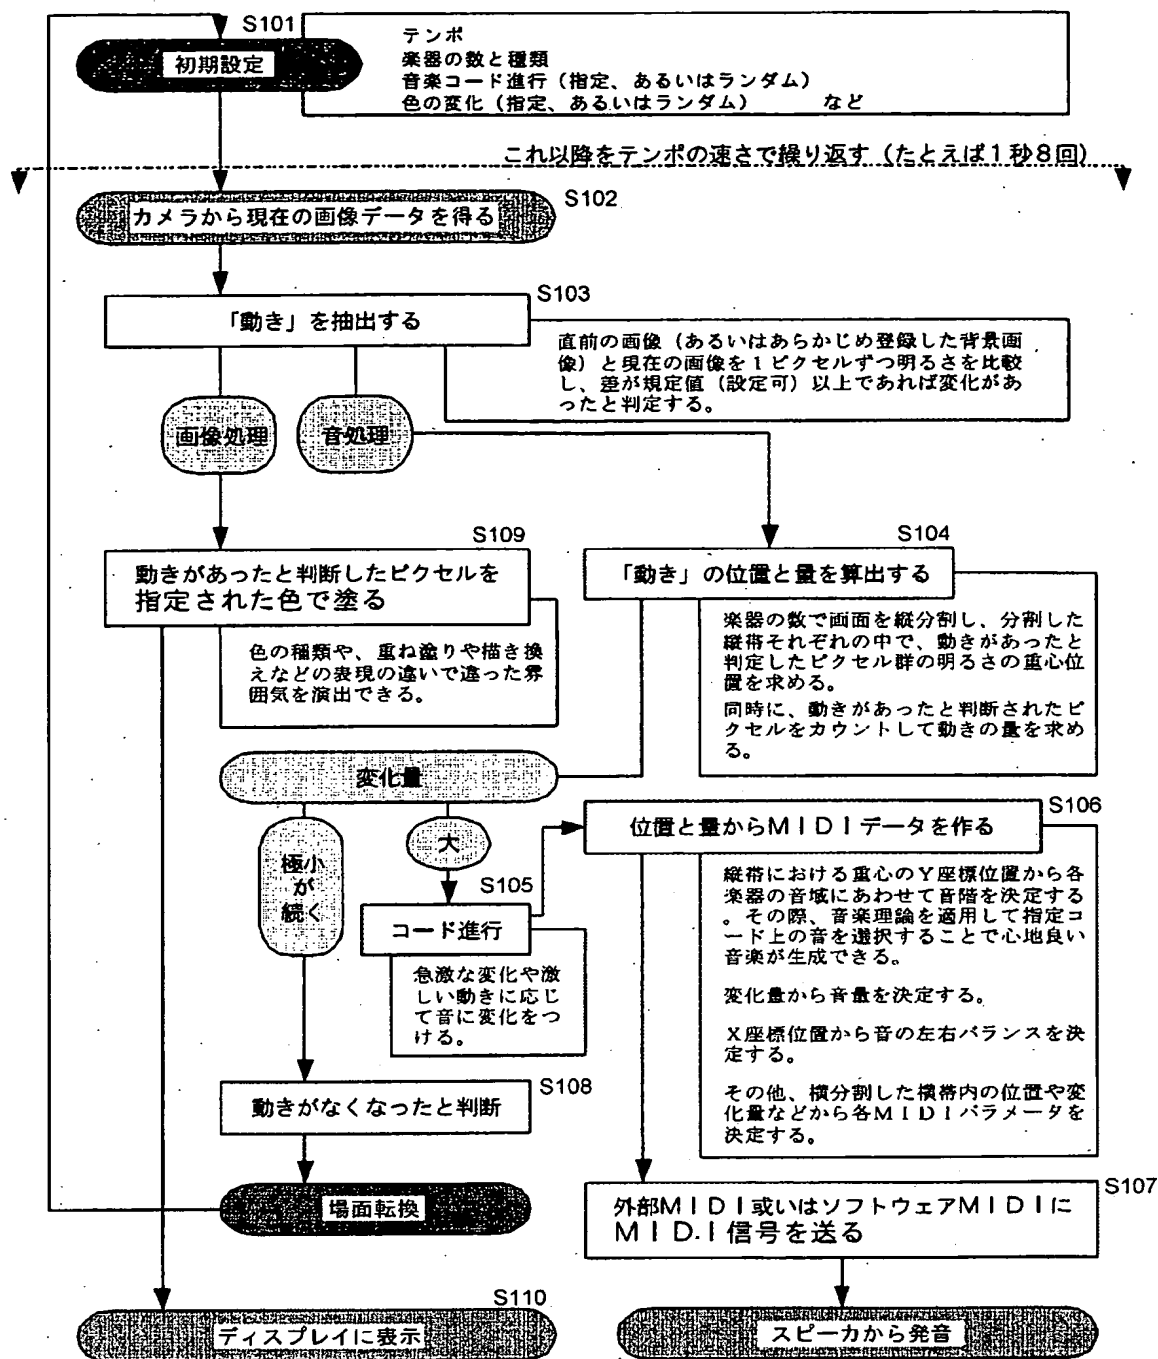 S101
初期設定
テンポ
楽器の数と種類
音楽コード進行（指定、あるいはランダム）
色の変化（指定、あるいはランダム）　　など
これ以降をテンポの速さで繰り返す（たとえば１秒８回）
S102
カメラから現在の画像データを得る
S103
「動き」を抽出する
直前の画像（あるいはあらかじめ登録した背景画
像）と現在の画像を１ピクセルずつ明るさを比較
し、差が規定値（設定可）以上であれば変化があ
ったと判定する。
画像処理
音処理
S109
動きがあったと判断したピクセルを
指定された色で塗る
色の種類や、重ね塗りや描き換
えなどの表現の違いで違った雰
囲気を演出できる。
S104
「動き」の位置と量を算出する
楽器の数で画面を縦分割し、分割した
縦帯それぞれの中で、動きがあったと
判定したピクセル群の明るさの重心位
置を求める。
同時に、動きがあったと判断されたピ
クセルをカウントして動きの量を求め
る。
変化量
極小
が
続く
大
S105
コード進行
急激な変化や激
しい動きに応じ
て音に変化をつ
ける。
S106
位置と量からＭＩＤＩデータを作る
縦帯における重心のＹ座標位置から各
楽器の音域にあわせて音階を決定する
。その際、音楽理論を適用して指定コ
ード上の音を選択することで心地良い
音楽が生成できる。
変化量から音量を決定する。
Ｘ座標位置から音の左右バランスを決
定する。
その他、横分割した横帯内の位置や変
化量などから各ＭＩＤＩパラメータを
決定する。
S108
動きがなくなったと判断
場面転換
S107
外部ＭＩＤＩ或いはソフトウェアＭＩＤＩに
ＭＩＤ.Ｉ信号を送る
S110
ディスプレイに表示
スピーカから発音